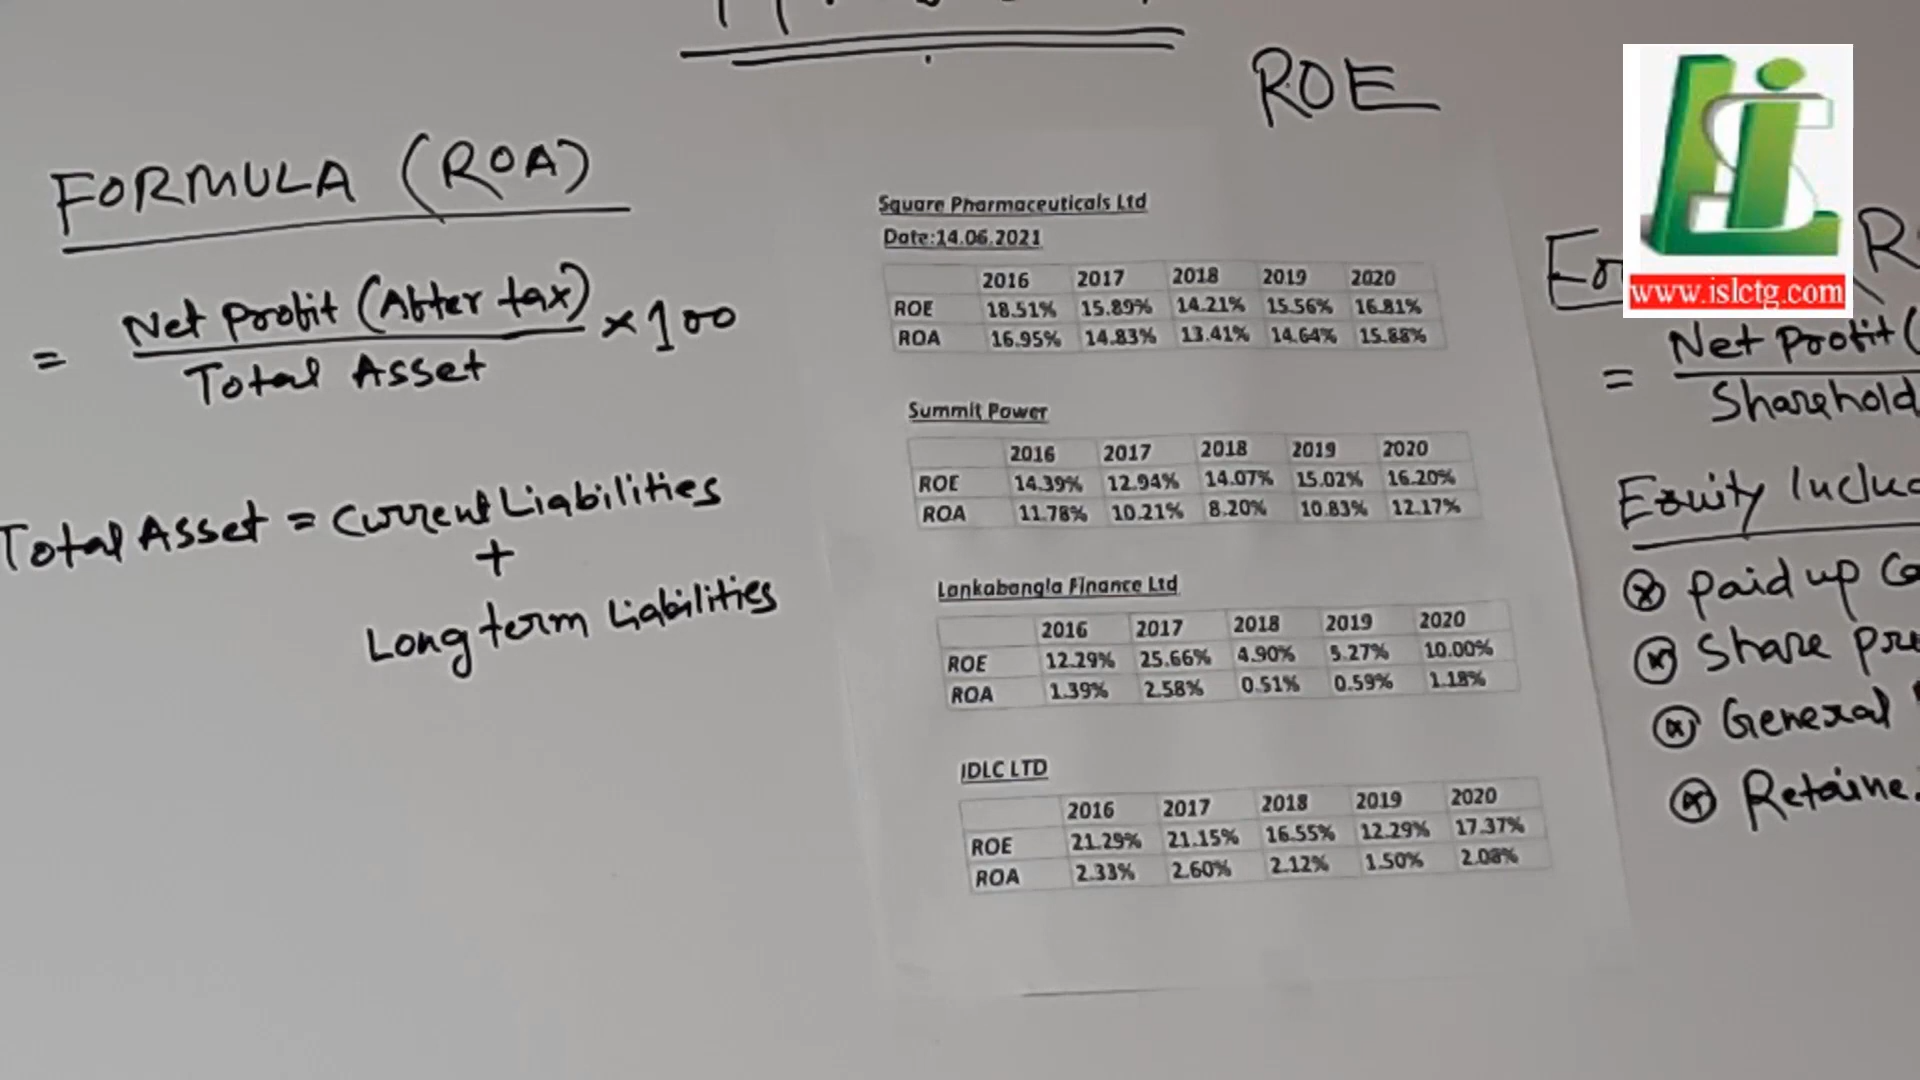 ROE
FORMULA (ROA)
= Net Profit (After tax) × 100
Total Asset
Total Asset = Current Liabilities
+
Long term Liabilities
Square Pharmaceuticals Ltd
Date:14.06.2021
2016 2017 2018 2019 2020
ROE 18.51% 15.89% 14.21% 15.56% 16.81%
ROA 16.95% 14.83% 13.41% 14.64% 15.88%
Summit Power
2016 2017 2018 2019 2020
ROE 14.39% 12.94% 14.07% 15.02% 16.20%
ROA 11.78% 10.21% 8.20% 10.83% 12.17%
Lankabangla Finance Ltd
2016 2017 2018 2019 2020
ROE 12.29% 25.66% 4.90% 5.27% 10.00%
ROA 1.39% 2.58% 0.51% 0.59% 1.18%
IDLC LTD
2016 2017 2018 2019 2020
ROE 21.29% 21.15% 16.55% 12.29% 17.37%
ROA 2.33% 2.60% 2.12% 1.50% 2.08%
www.islctg.com
= Net Profit (
Sharehold
Equity Includ
Paid up Ca
Share pre
General
Retaine